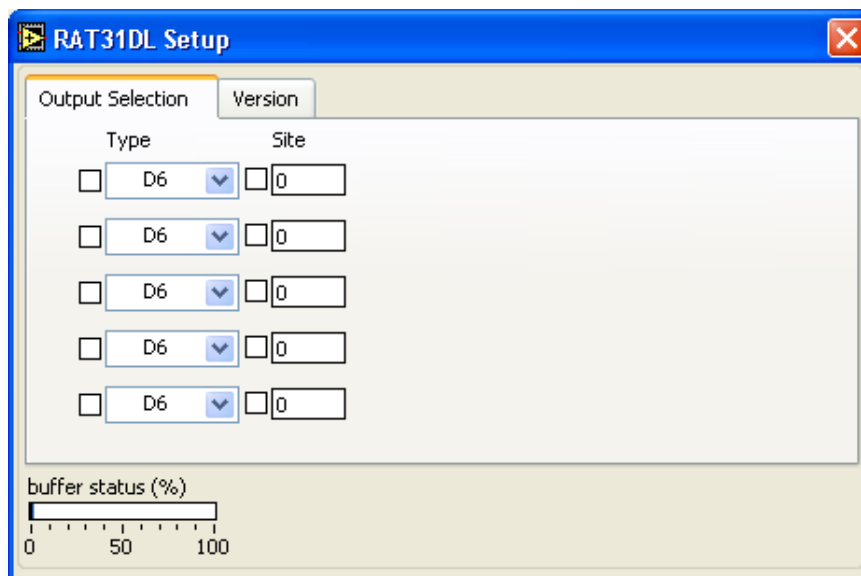 RAT31DL Setup
Output Selection Version
Type Site
D6 0
D6 0
D6 0
D6 0
D6 0
buffer status (%)
0 50 100